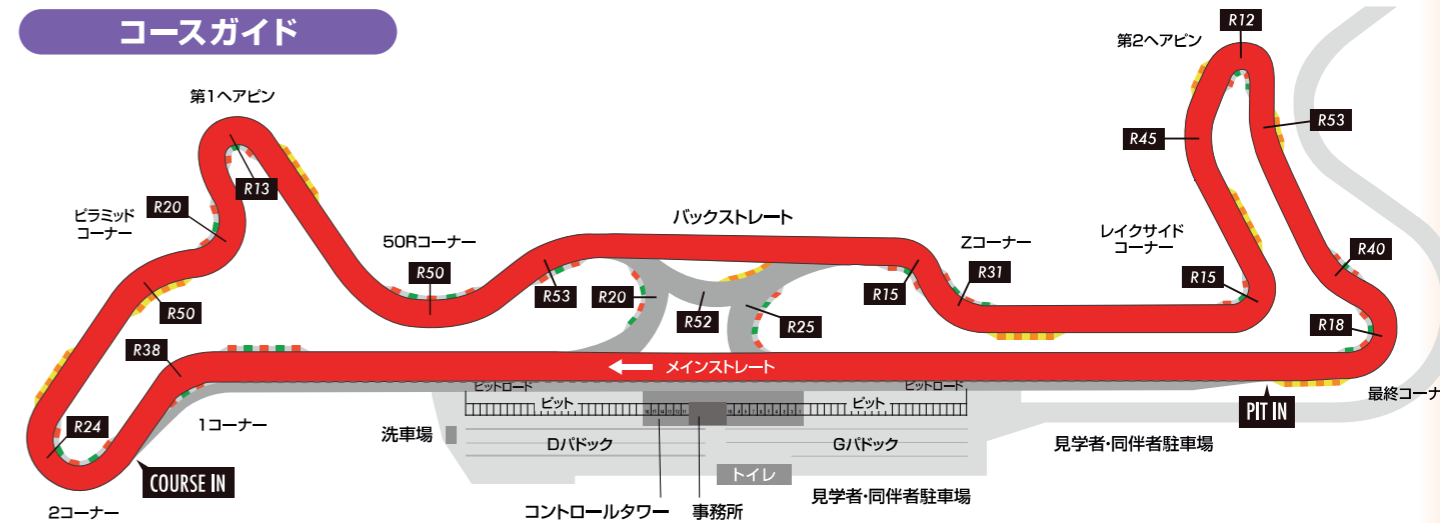 コースガイド
R12
第2ヘアピン
第1ヘアピン
R53
R45
R13
R20
ピラミッド
コーナー
バックストレート
50Rコーナー
Zコーナー
レイクサイド
コーナー
R50
R53
R20
R52
R25
R15
R31
R15
R40
R18
R50
R38
メインストレート
ピットロード
ピットロード
最終コーナ
PIT IN
ピット
ピット
1コーナー
R24
洗車場
Dパドック
Gパドック
見学者・同伴者駐車場
COURSE IN
トイレ
見学者・同伴者駐車場
2コーナー
コントロールタワー
事務所